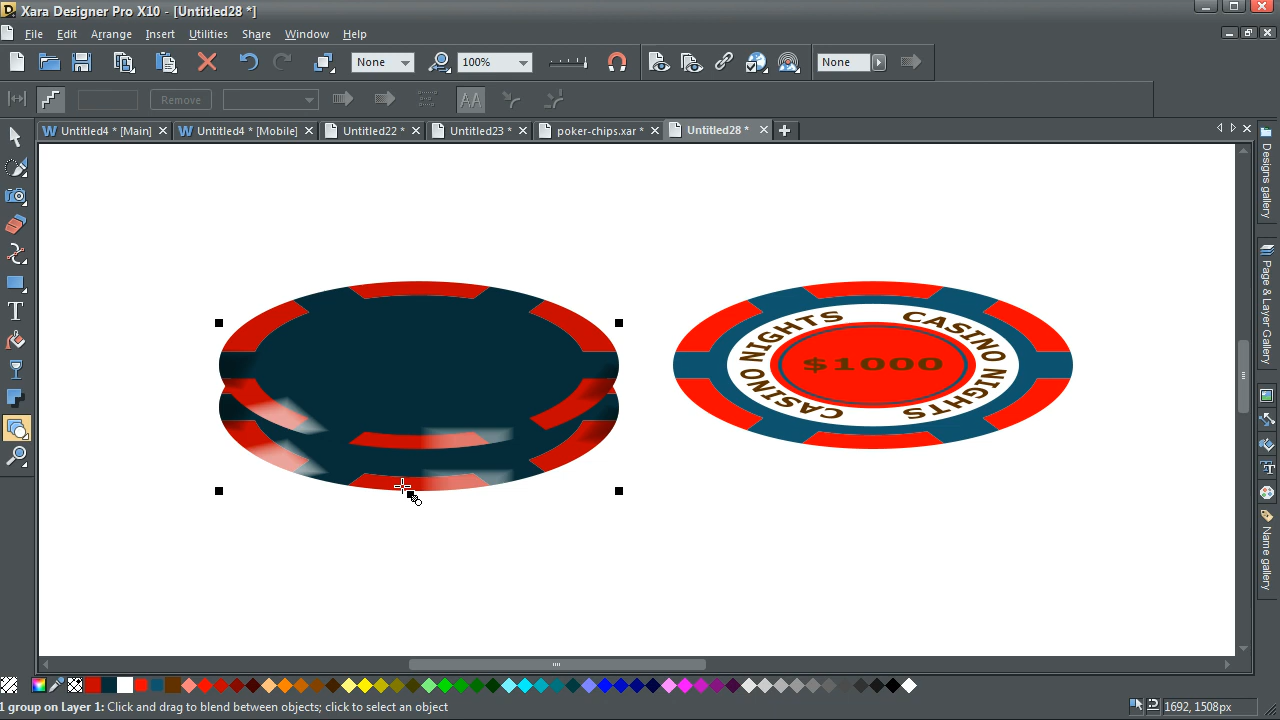 Xara Designer Pro X10 - [Untitled28 *]
File Edit Arrange Insert Utilities Share Window Help
None 100% None
Remove AA
Untitled4 * [Main] Untitled4 * [Mobile] Untitled22 * Untitled23 * poker-chips.xar * Untitled28 *
Designs gallery
Page & Layer Gallery
Name gallery
CASINO NIGHTS
$1000
CASINO NIGHTS
1 group on Layer 1: Click and drag to blend between objects; click to select an object
1692, 1508px